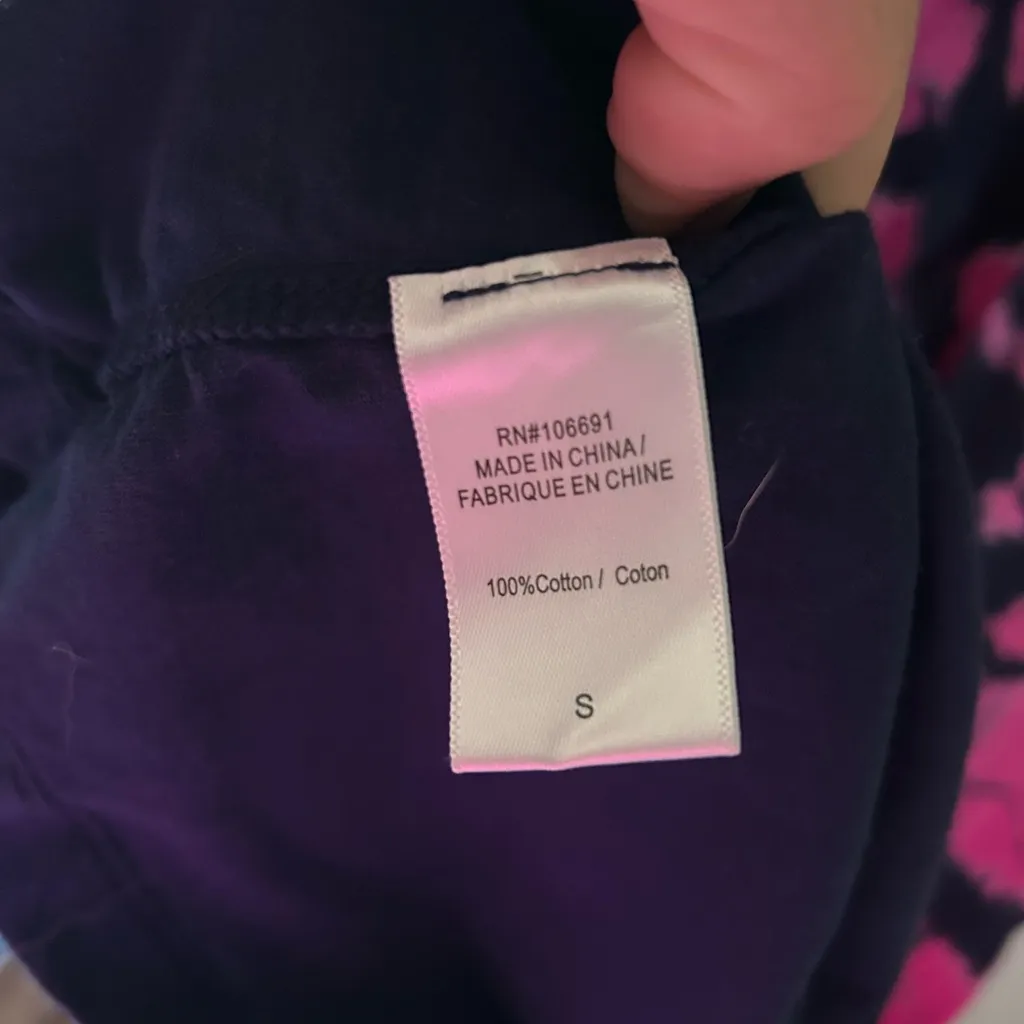 RN#106691
MADE IN CHINA/
FABRIQUE EN CHINE
100%Cotton / Coton
S